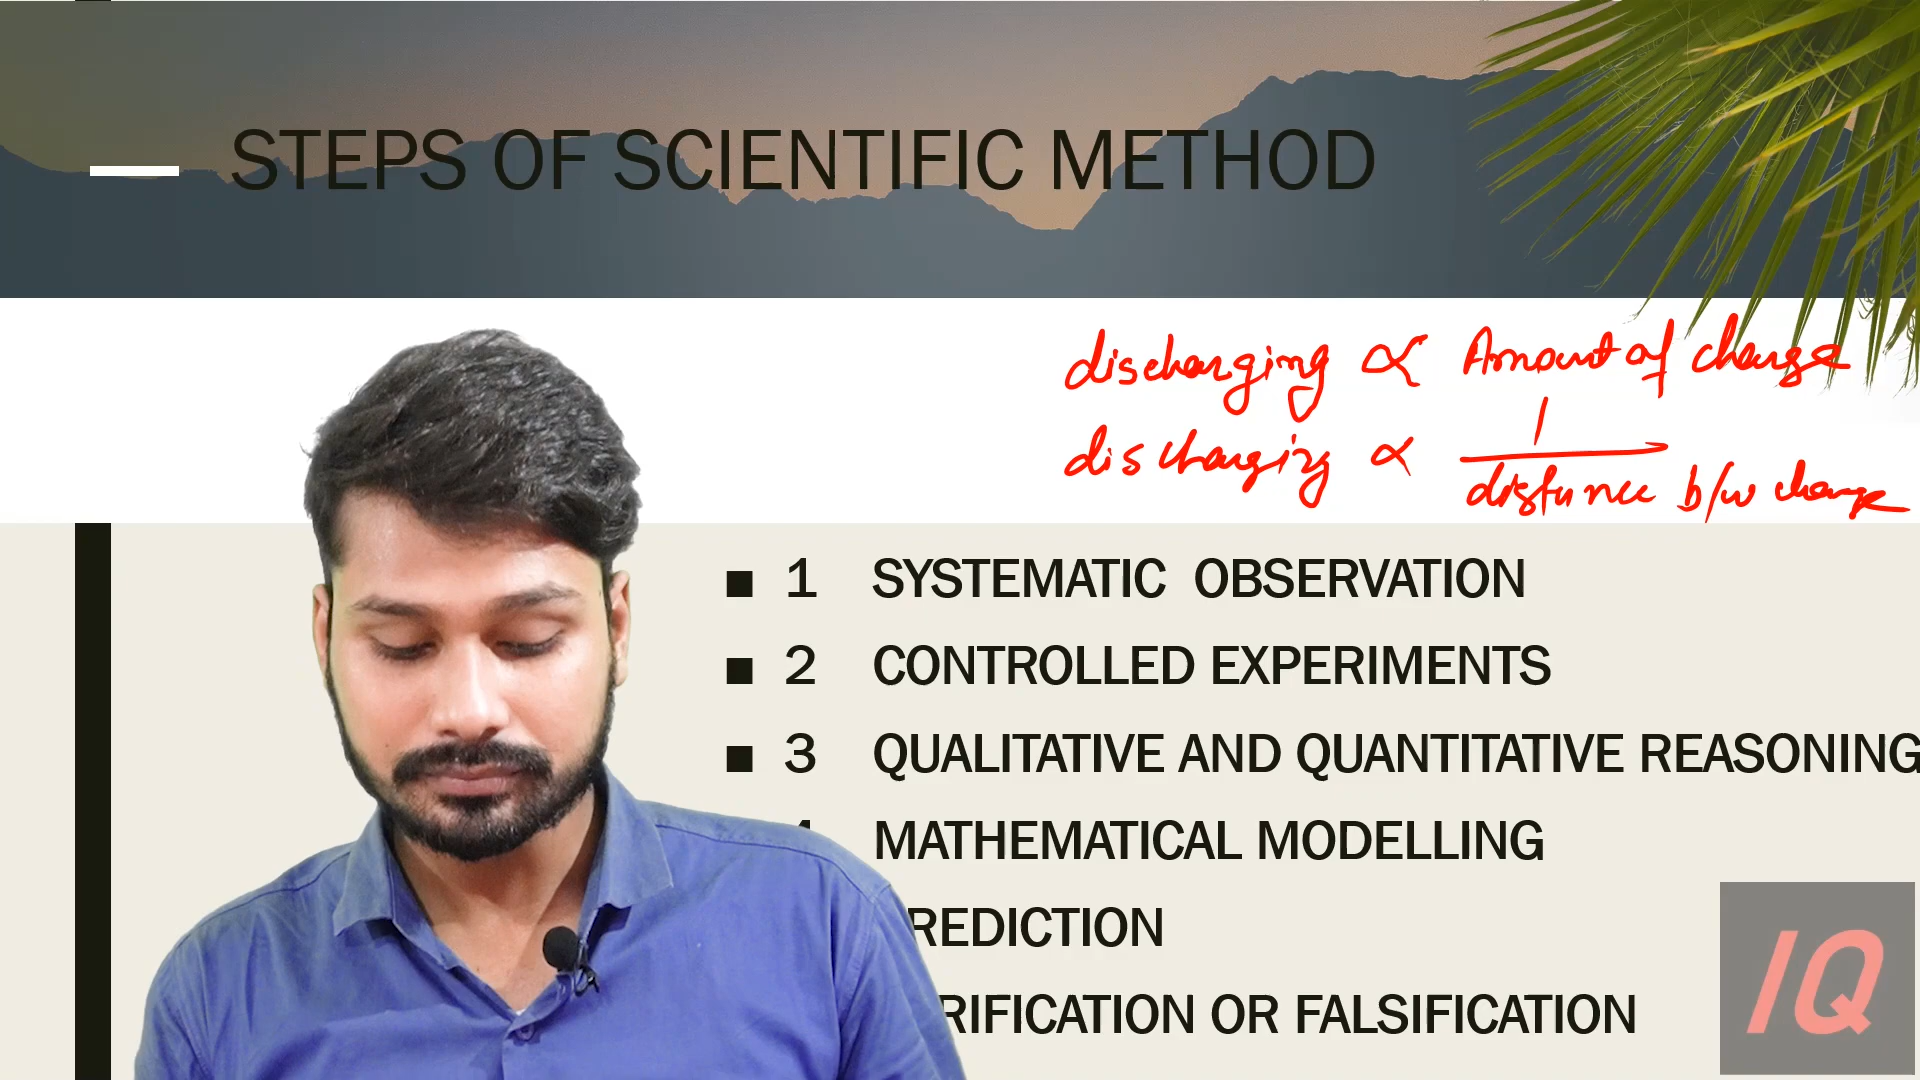 STEPS OF SCIENTIFIC METHOD
discharging ∝ Amount of charge
discharging ∝ 1
distance b/w charge
■ 1 SYSTEMATIC OBSERVATION
■ 2 CONTROLLED EXPERIMENTS
■ 3 QUALITATIVE AND QUANTITATIVE REASONING
MATHEMATICAL MODELLING
REDICTION
RIFICATION OR FALSIFICATION
IQ